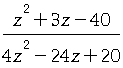 z² + 3z − 40
4z² − 24z + 20